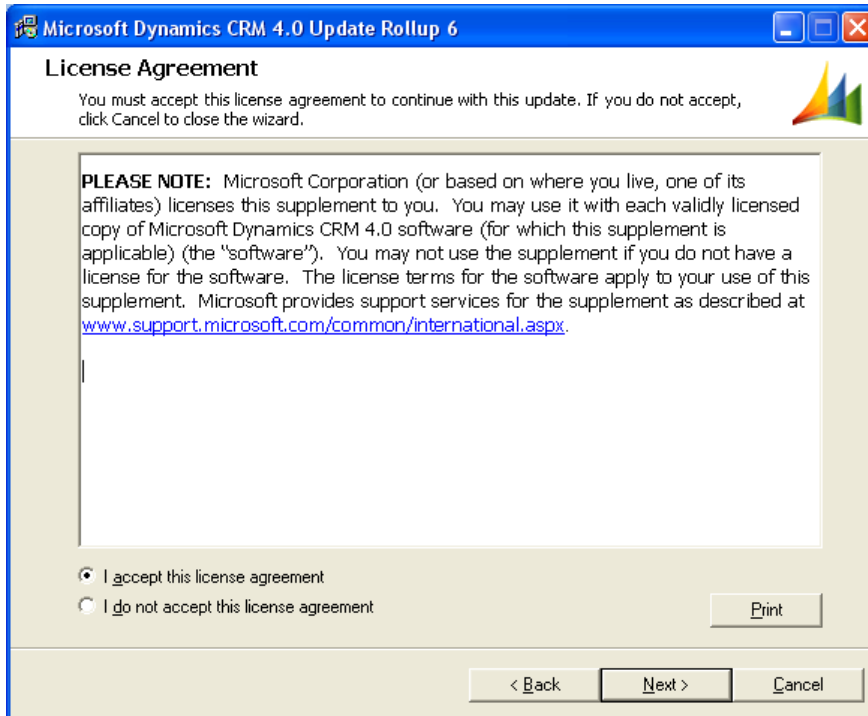 Microsoft Dynamics CRM 4.0 Update Rollup 6
License Agreement
You must accept this license agreement to continue with this update. If you do not accept,
click Cancel to close the wizard.
PLEASE NOTE: Microsoft Corporation (or based on where you live, one of its
affiliates) licenses this supplement to you. You may use it with each validly licensed
copy of Microsoft Dynamics CRM 4.0 software (for which this supplement is
applicable) (the "software"). You may not use the supplement if you do not have a
license for the software. The license terms for the software apply to your use of this
supplement. Microsoft provides support services for the supplement as described at
www.support.microsoft.com/common/international.aspx.
I accept this license agreement
I do not accept this license agreement
Print
< Back
Next >
Cancel